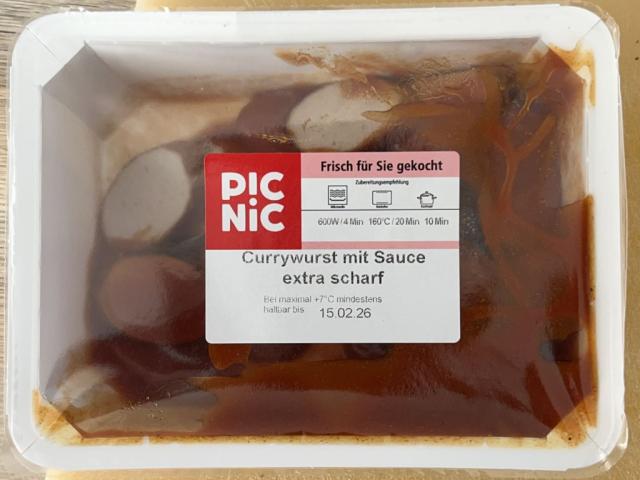 PIC
NiC
Frisch für Sie gekocht
Zubereitungsempfehlung
600W/4 Min 160°C/20 Min 10 Min
Currywurst mit Sauce
extra scharf
Bei maximal +7°C mindestens
haltbar bis 15.02.26